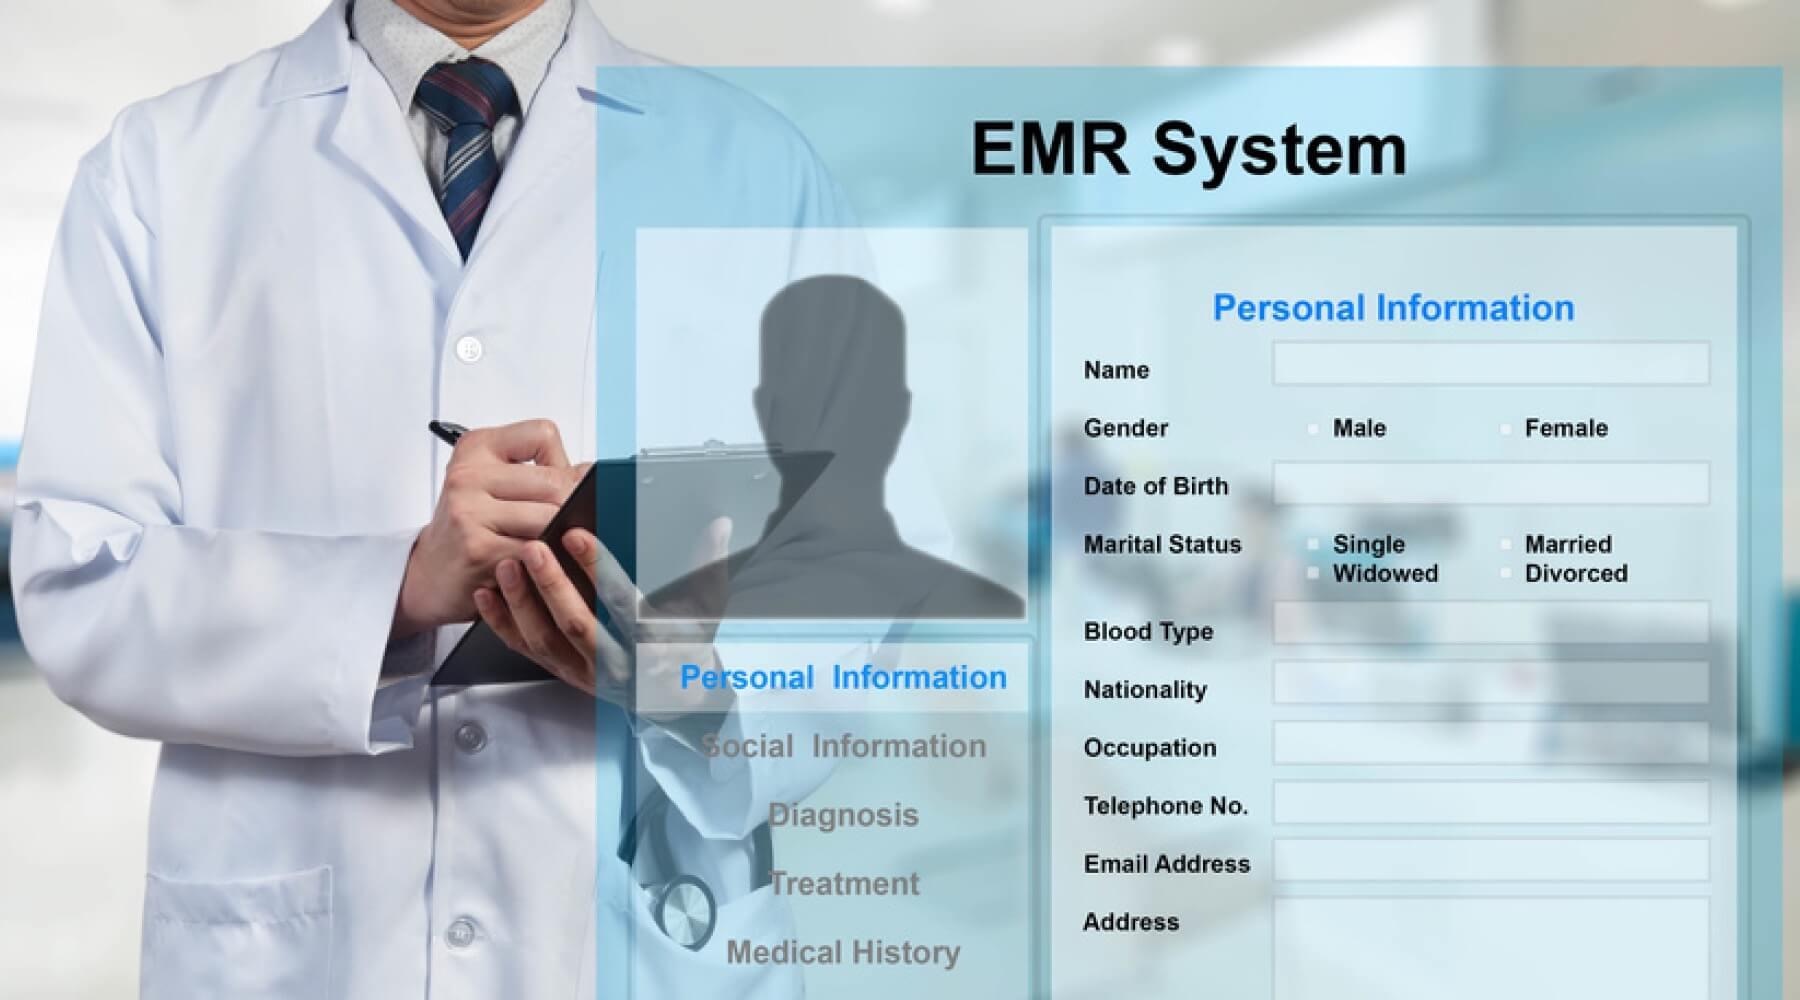 EMR System
Personal Information
Social Information
Diagnosis
Treatment
Medical History
Personal Information
Name
Gender Male Female
Date of Birth
Marital Status Single Married
Widowed Divorced
Blood Type
Nationality
Occupation
Telephone No.
Email Address
Address